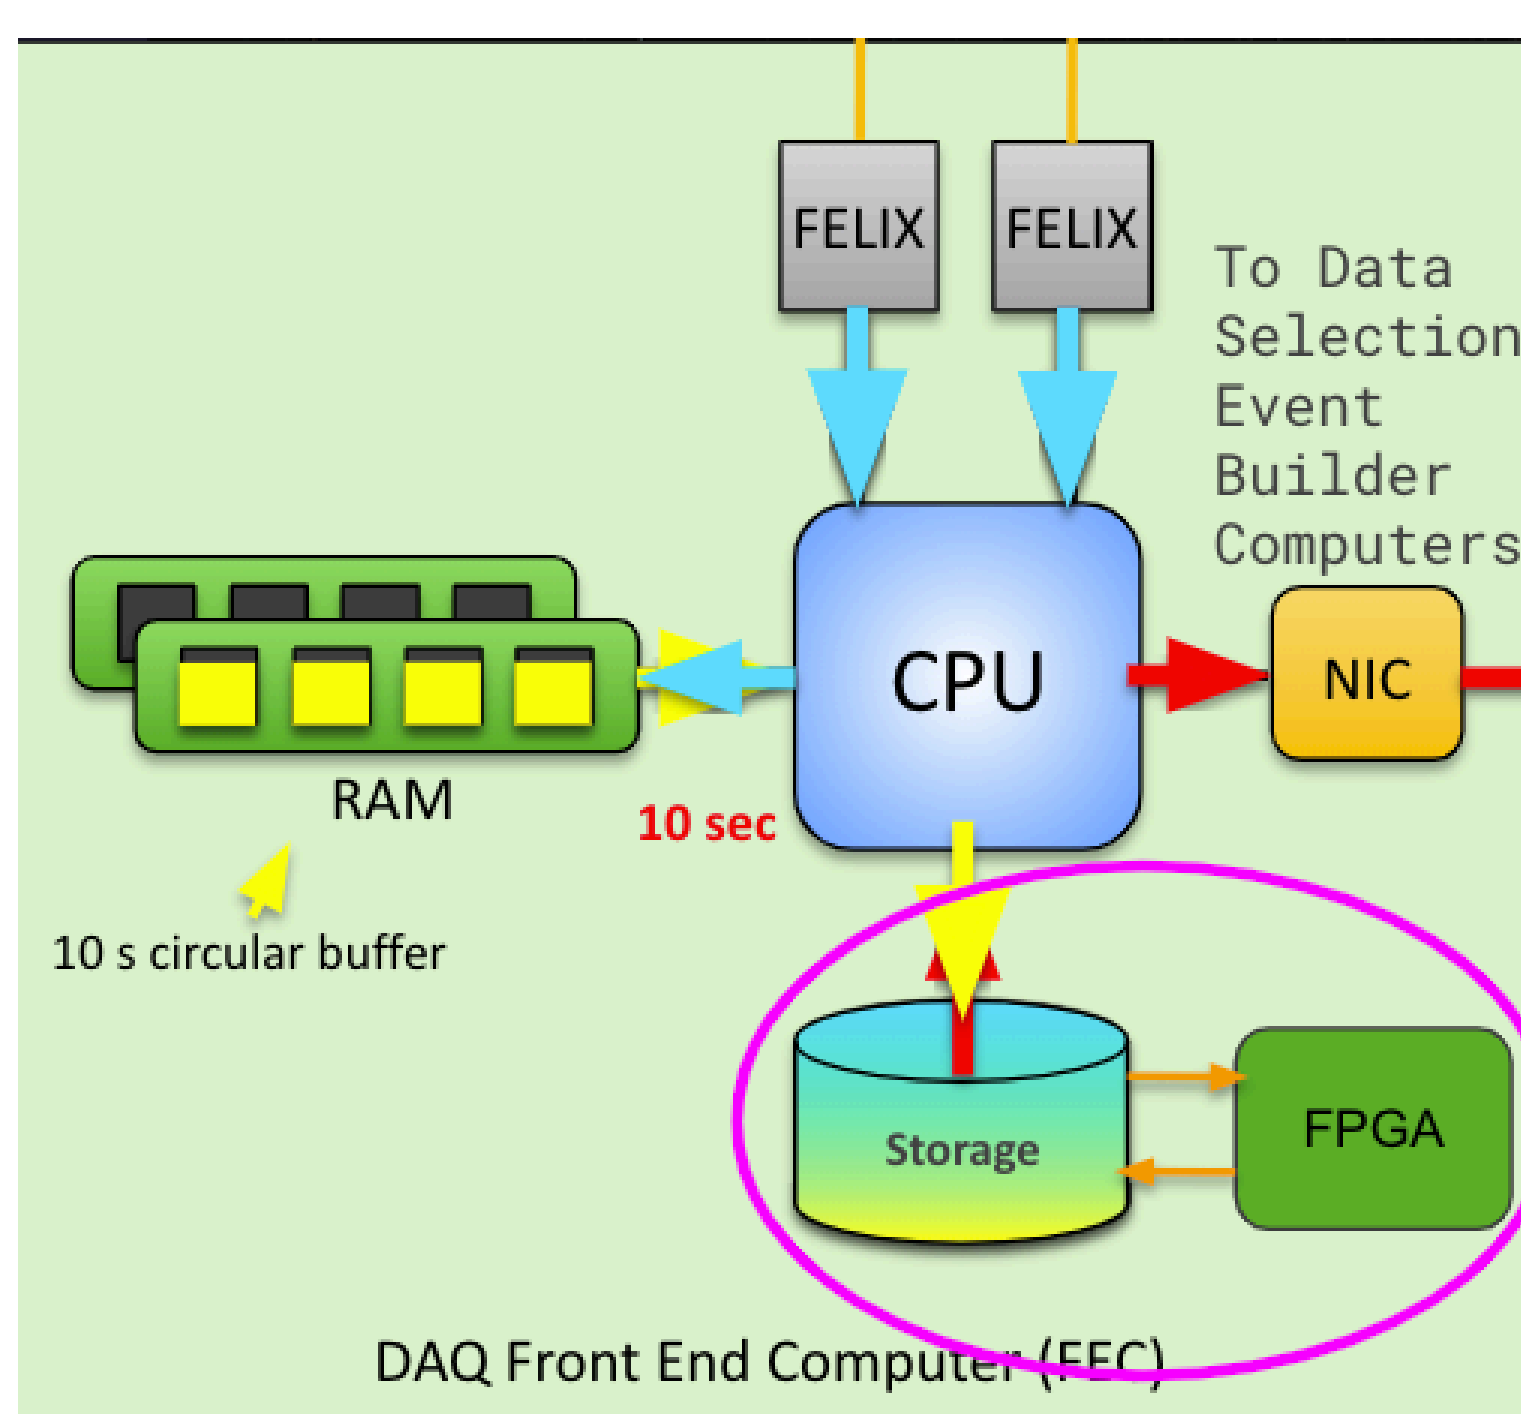 FELIX
FELIX
To Data
Selection
Event
Builder
Computers
CPU
NIC
RAM
10 sec
10 s circular buffer
Storage
FPGA
DAQ Front End Computer (FEC)